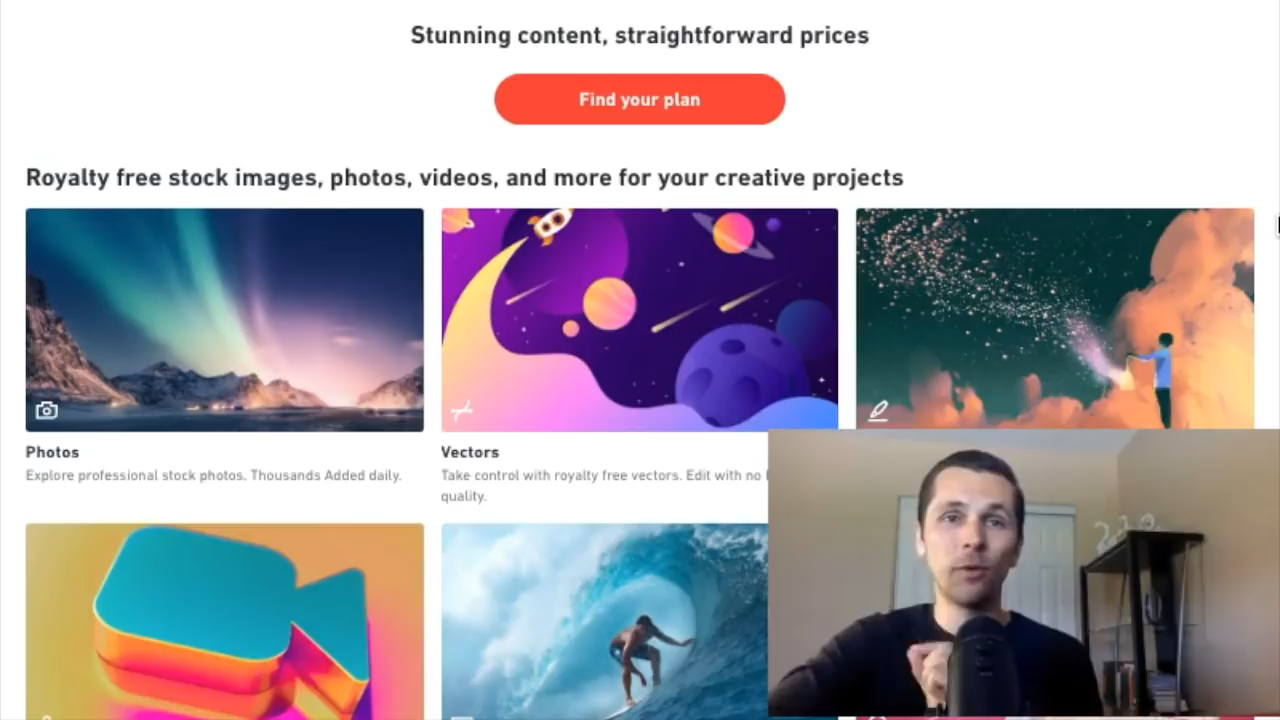 Stunning content, straightforward prices
Find your plan
Royalty free stock images, photos, videos, and more for your creative projects
Photos
Explore professional stock photos. Thousands Added daily.
Vectors
Take control with royalty free vectors. Edit with no
quality.